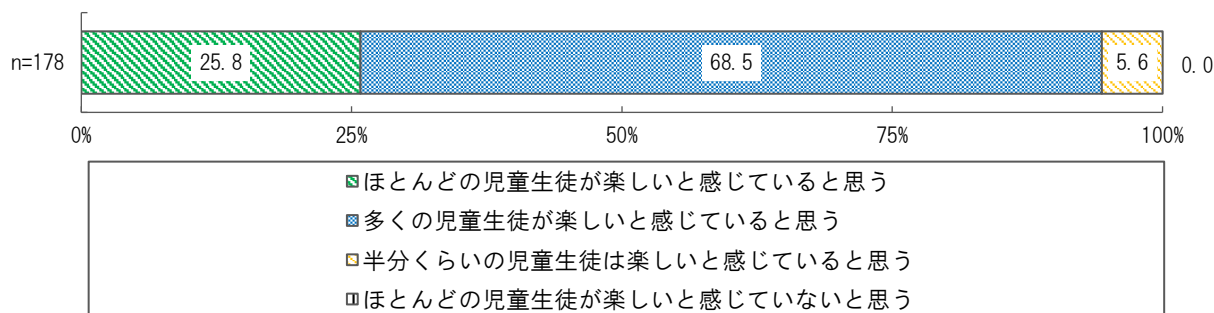 n=178
25.8
68.5
5.6
0.0
0%
25%
50%
75%
100%
ほとんどの児童生徒が楽しいと感じていると思う
多くの児童生徒が楽しいと感じていると思う
半分くらいの児童生徒は楽しいと感じていると思う
ほとんどの児童生徒が楽しいと感じていないと思う